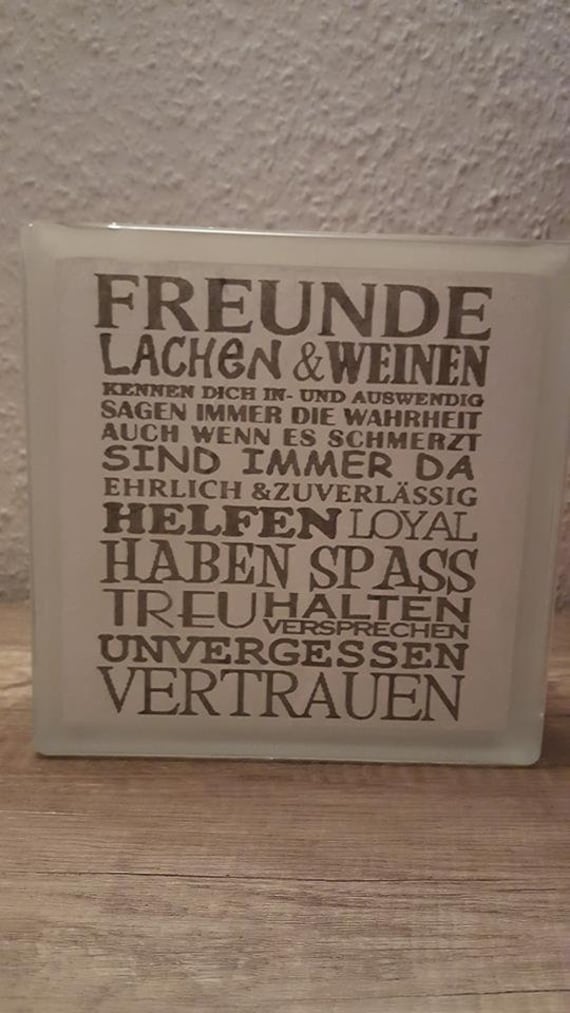 FREUNDE
LACHEN & WEINEN
KENNEN DICH IN- UND AUSWENDIG
SAGEN IMMER DIE WAHRHEIT
AUCH WENN ES SCHMERZT
SIND IMMER DA
EHRLICH & ZUVERLÄSSIG
HELFEN LOYAL
HABEN SPASS
TREU HALTEN
VERSPRECHEN
UNVERGESSEN
VERTRAUEN